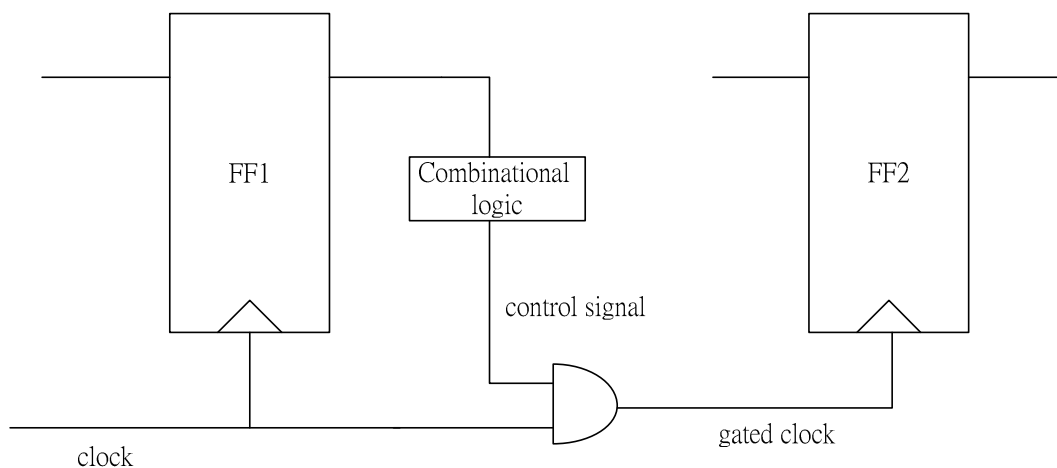 FF1
Combinational
logic
FF2
control signal
gated clock
clock